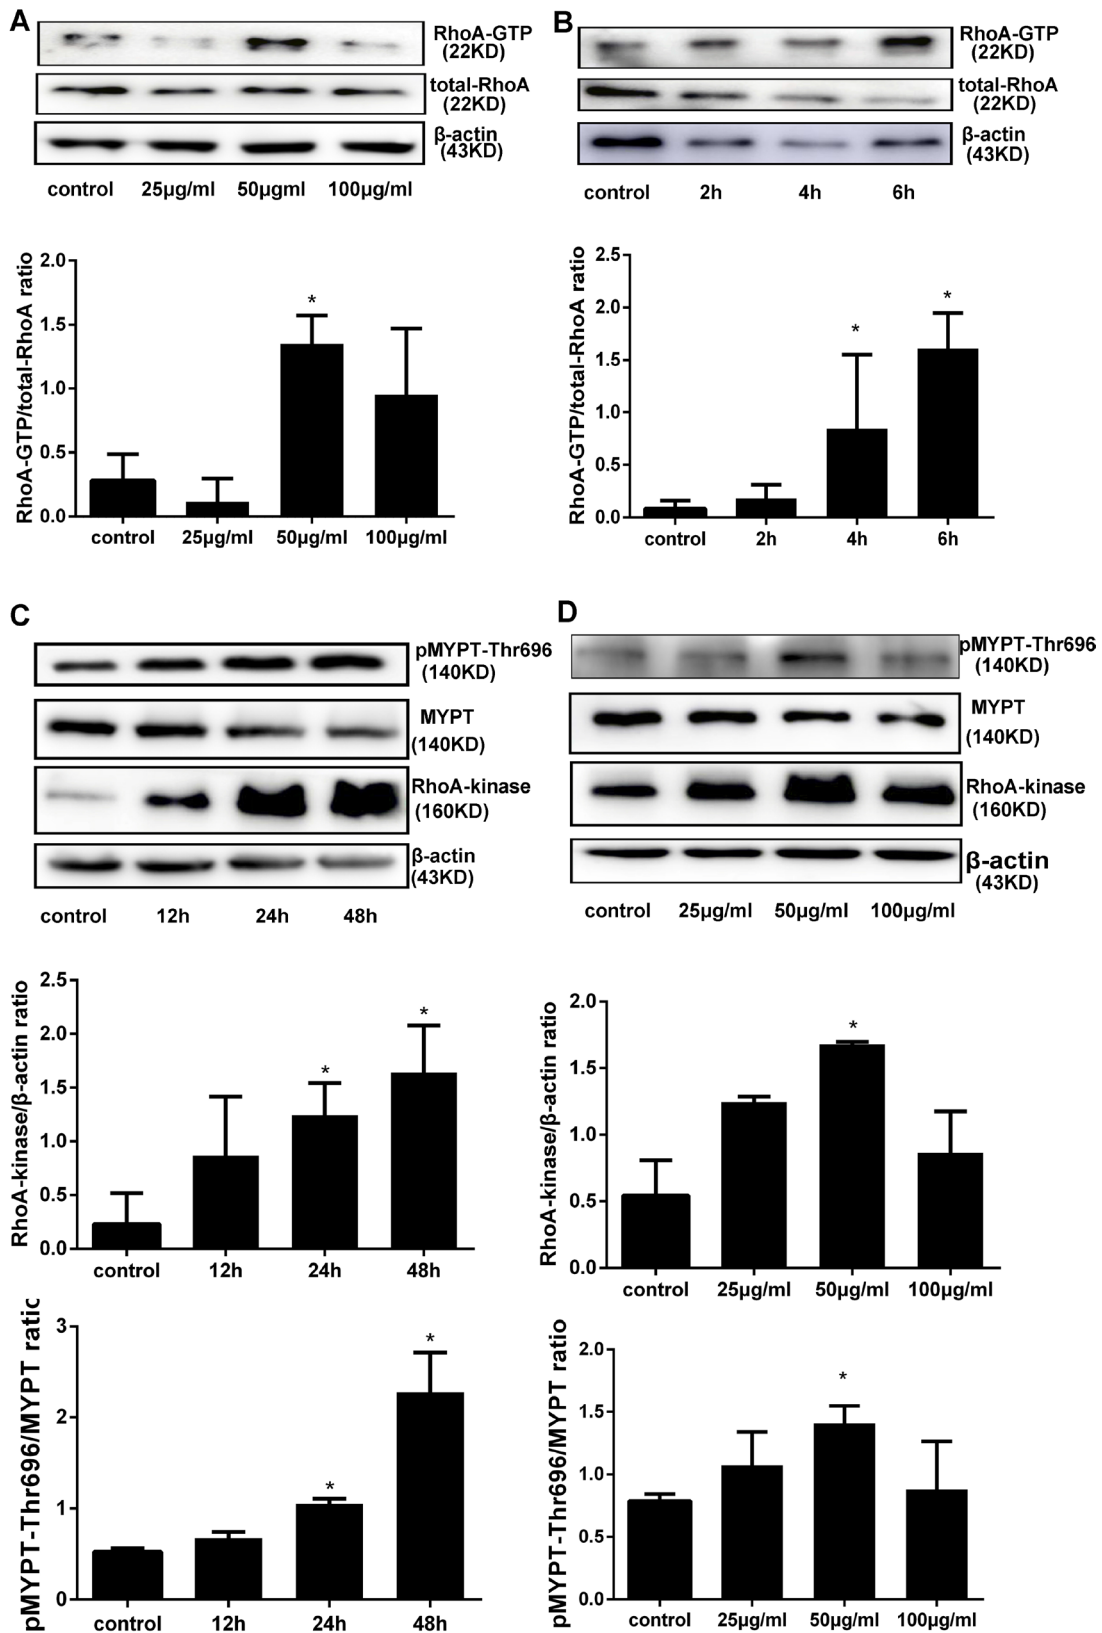 A
RhoA-GTP
(22KD)
total-RhoA
(22KD)
β-actin
(43KD)
control 25μg/ml 50μgml 100μg/ml
RhoA-GTP/total-RhoA ratio
2.0
1.5
1.0
0.5
0.0
*
control 25μg/ml 50μg/ml 100μg/ml
B
RhoA-GTP
(22KD)
total-RhoA
(22KD)
β-actin
(43KD)
control 2h 4h 6h
RhoA-GTP/total-RhoA ratio
2.5
2.0
1.5
1.0
0.5
0.0
* *
control 2h 4h 6h
C
pMYPT-Thr696
(140KD)
MYPT
(140KD)
RhoA-kinase
(160KD)
β-actin
(43KD)
control 12h 24h 48h
RhoA-kinase/β-actin ratio
2.5
2.0
1.5
1.0
0.5
0.0
* *
control 12h 24h 48h
pMYPT-Thr696/MYPT ratio
3
2
1
0
* *
control 12h 24h 48h
D
pMYPT-Thr696
(140KD)
MYPT
(140KD)
RhoA-kinase
(160KD)
β-actin
(43KD)
control 25μg/ml 50μg/ml 100μg/ml
RhoA-kinase/β-actin ratio
2.0
1.5
1.0
0.5
0.0
*
control 25μg/ml 50μg/ml 100μg/ml
pMYPT-Thr696/MYPT ratio
2.0
1.5
1.0
0.5
0.0
*
control 25μg/ml 50μg/ml 100μg/ml